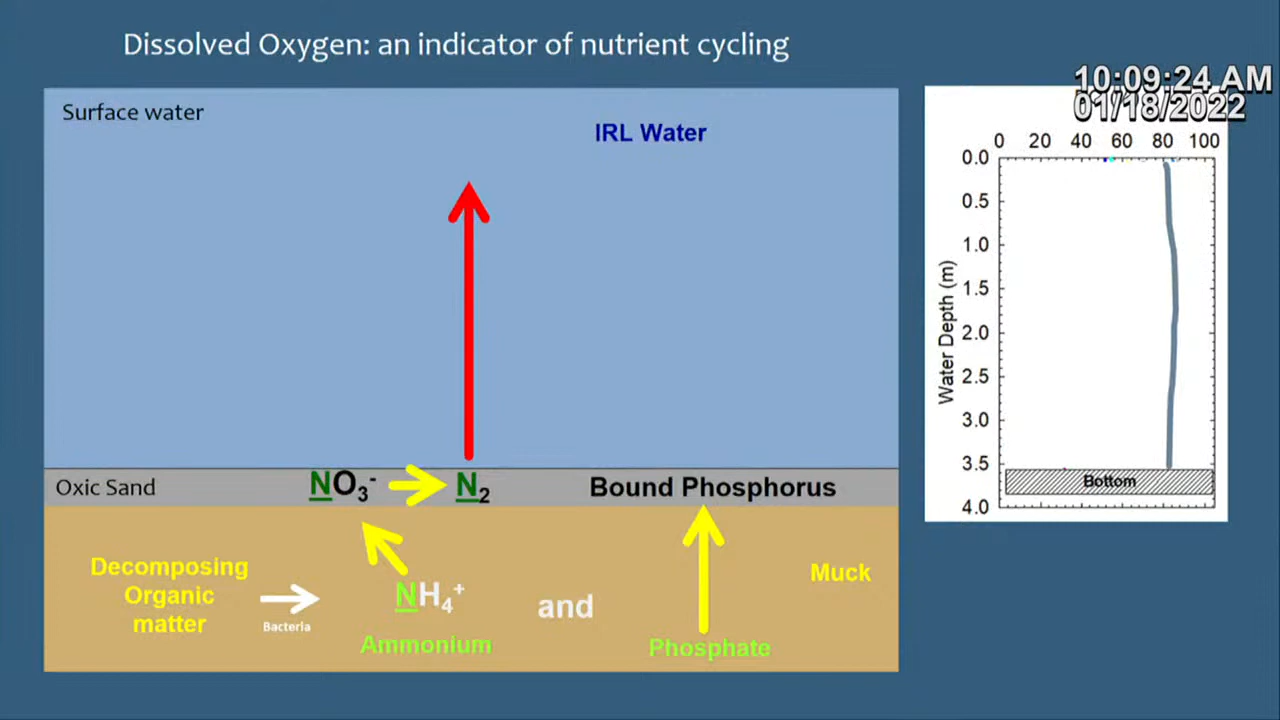 Dissolved Oxygen: an indicator of nutrient cycling
10:09:24 AM
01/18/2022
Surface water
IRL Water
Oxic Sand
NO₃⁻
N₂
Bound Phosphorus
Decomposing
Organic
matter
Bacteria
NH₄⁺
Ammonium
and
Phosphate
Muck
0 20 40 60 80 100
Water Depth (m)
0.0
0.5
1.0
1.5
2.0
2.5
3.0
3.5
4.0
Bottom